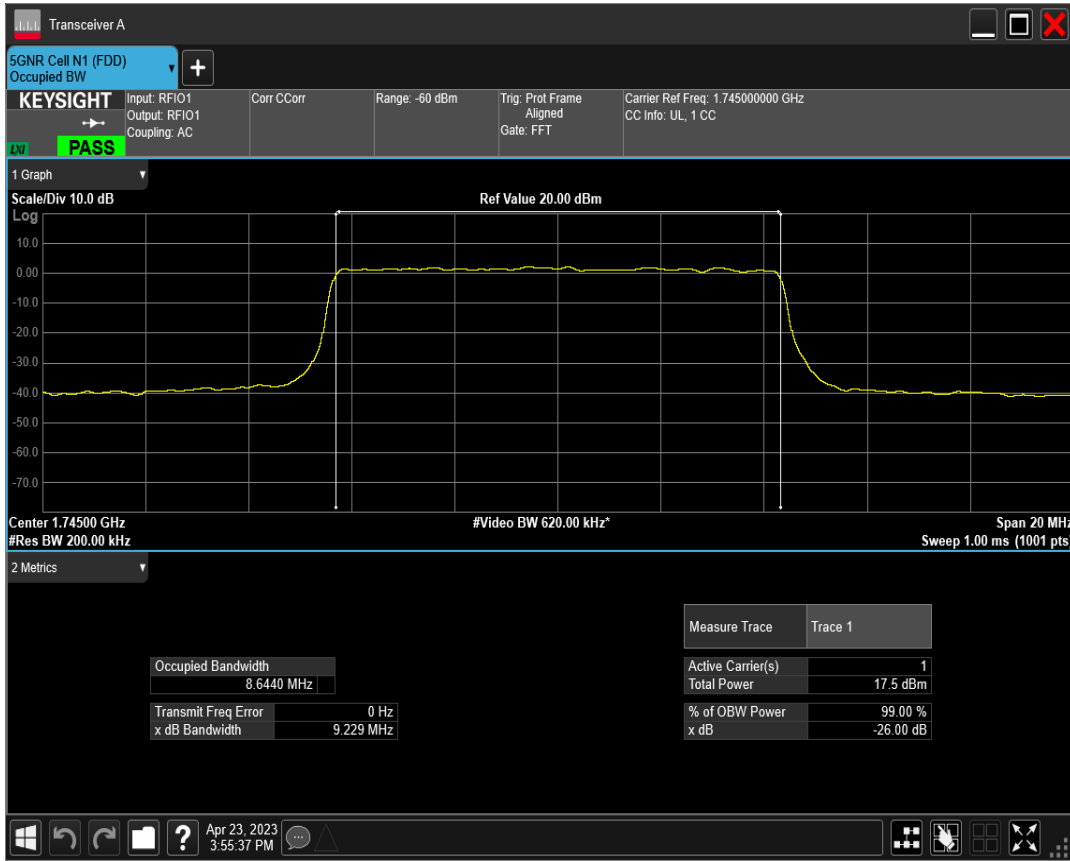 Transceiver A
5GNR Cell N1 (FDD)
Occupied BW
+
KEYSIGHT
LXI
PASS
Input: RFIO1
Output: RFIO1
Coupling: AC
Corr CCorr
Range: -60 dBm
Trig: Prot Frame
Aligned
Gate: FFT
Carrier Ref Freq: 1.745000000 GHz
CC Info: UL, 1 CC
1 Graph
Scale/Div 10.0 dB
Ref Value 20.00 dBm
Log
10.0
0.00
-10.0
-20.0
-30.0
-40.0
-50.0
-60.0
-70.0
Center 1.74500 GHz
#Video BW 620.00 kHz*
Span 20 MHz
#Res BW 200.00 kHz
Sweep 1.00 ms (1001 pts)
2 Metrics
Measure Trace Trace 1
Occupied Bandwidth
8.6440 MHz
Active Carrier(s) 1
Total Power 17.5 dBm
Transmit Freq Error 0 Hz
x dB Bandwidth 9.229 MHz
% of OBW Power 99.00 %
x dB -26.00 dB
?
Apr 23, 2023
3:55:37 PM